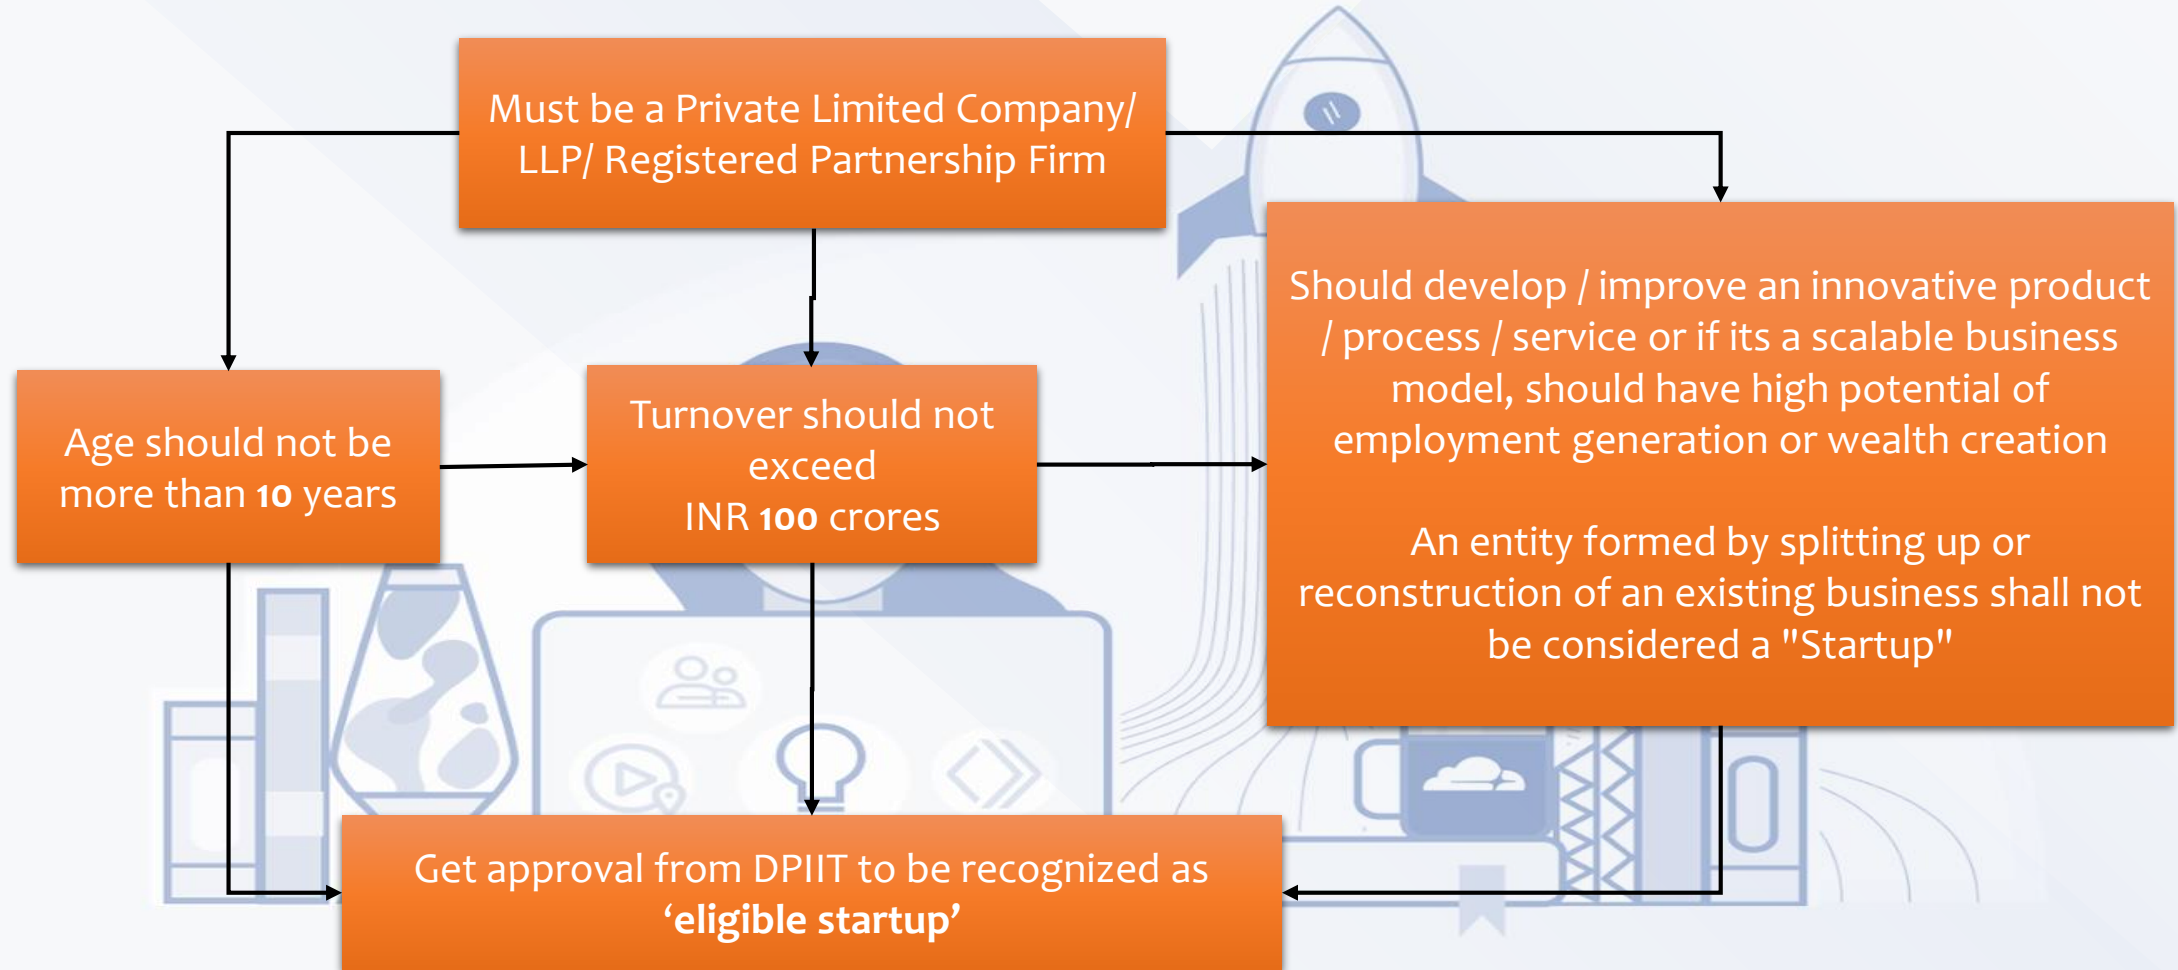 Must be a Private Limited Company/
LLP/ Registered Partnership Firm
Age should not be
more than 10 years
Turnover should not
exceed
INR 100 crores
Should develop / improve an innovative product
/ process / service or if its a scalable business
model, should have high potential of
employment generation or wealth creation
An entity formed by splitting up or
reconstruction of an existing business shall not
be considered a "Startup"
Get approval from DPIIT to be recognized as
‘eligible startup’